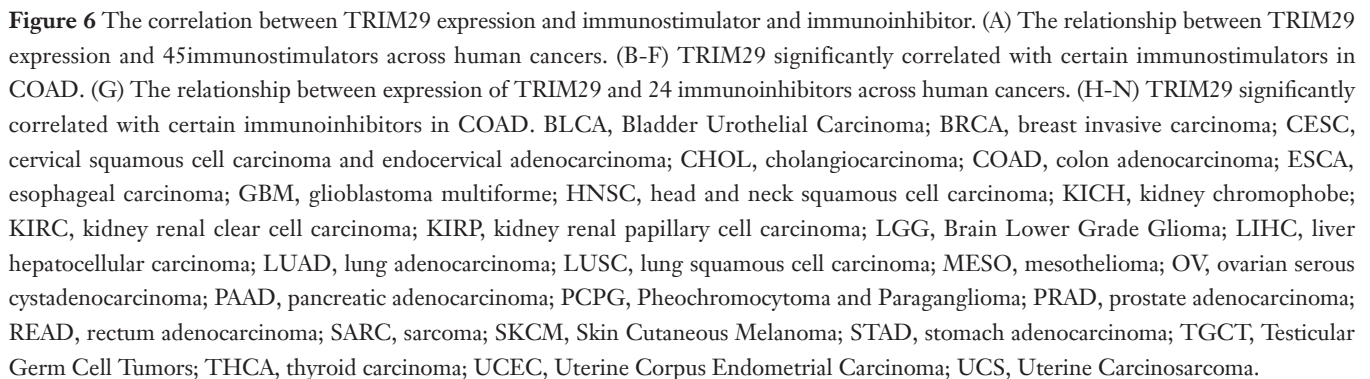 Figure 6 The correlation between TRIM29 expression and immunostimulator and immunoinhibitor. (A) The relationship between TRIM29
expression and 45immunostimulators across human cancers. (B-F) TRIM29 significantly correlated with certain immunostimulators in
COAD. (G) The relationship between expression of TRIM29 and 24 immunoinhibitors across human cancers. (H-N) TRIM29 significantly
correlated with certain immunoinhibitors in COAD. BLCA, Bladder Urothelial Carcinoma; BRCA, breast invasive carcinoma; CESC,
cervical squamous cell carcinoma and endocervical adenocarcinoma; CHOL, cholangiocarcinoma; COAD, colon adenocarcinoma; ESCA,
esophageal carcinoma; GBM, glioblastoma multiforme; HNSC, head and neck squamous cell carcinoma; KICH, kidney chromophobe;
KIRC, kidney renal clear cell carcinoma; KIRP, kidney renal papillary cell carcinoma; LGG, Brain Lower Grade Glioma; LIHC, liver
hepatocellular carcinoma; LUAD, lung adenocarcinoma; LUSC, lung squamous cell carcinoma; MESO, mesothelioma; OV, ovarian serous
cystadenocarcinoma; PAAD, pancreatic adenocarcinoma; PCPG, Pheochromocytoma and Paraganglioma; PRAD, prostate adenocarcinoma;
READ, rectum adenocarcinoma; SARC, sarcoma; SKCM, Skin Cutaneous Melanoma; STAD, stomach adenocarcinoma; TGCT, Testicular
Germ Cell Tumors; THCA, thyroid carcinoma; UCEC, Uterine Corpus Endometrial Carcinoma; UCS, Uterine Carcinosarcoma.